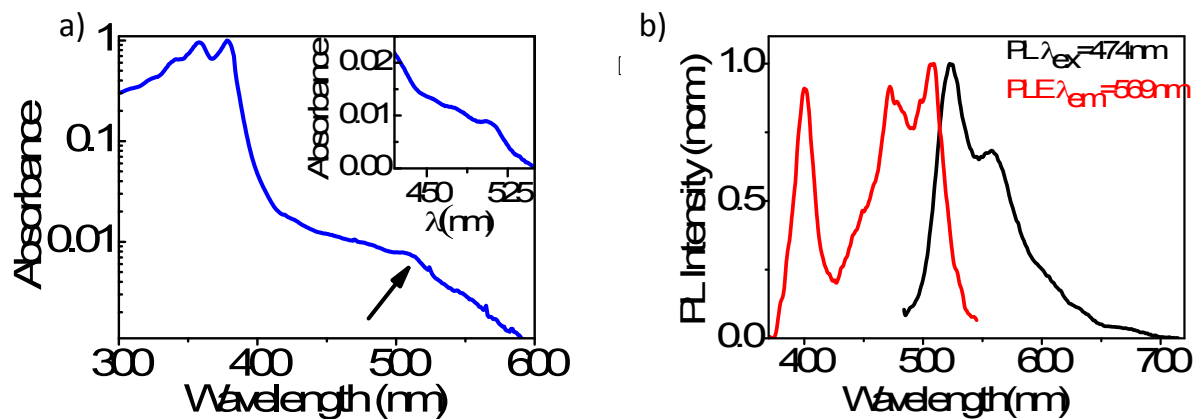 a)
Absorbance
1
0.1
0.01
300 400 500 600
Wavelength (nm)
Absorbance
0.02
0.01
0.00
450 525
λ(nm)
b)
PL Intensity (norm)
1.0
0.5
0.0
400 500 600 700
Wavelength(nm)
PL λex=474nm
PLE λem=569nm